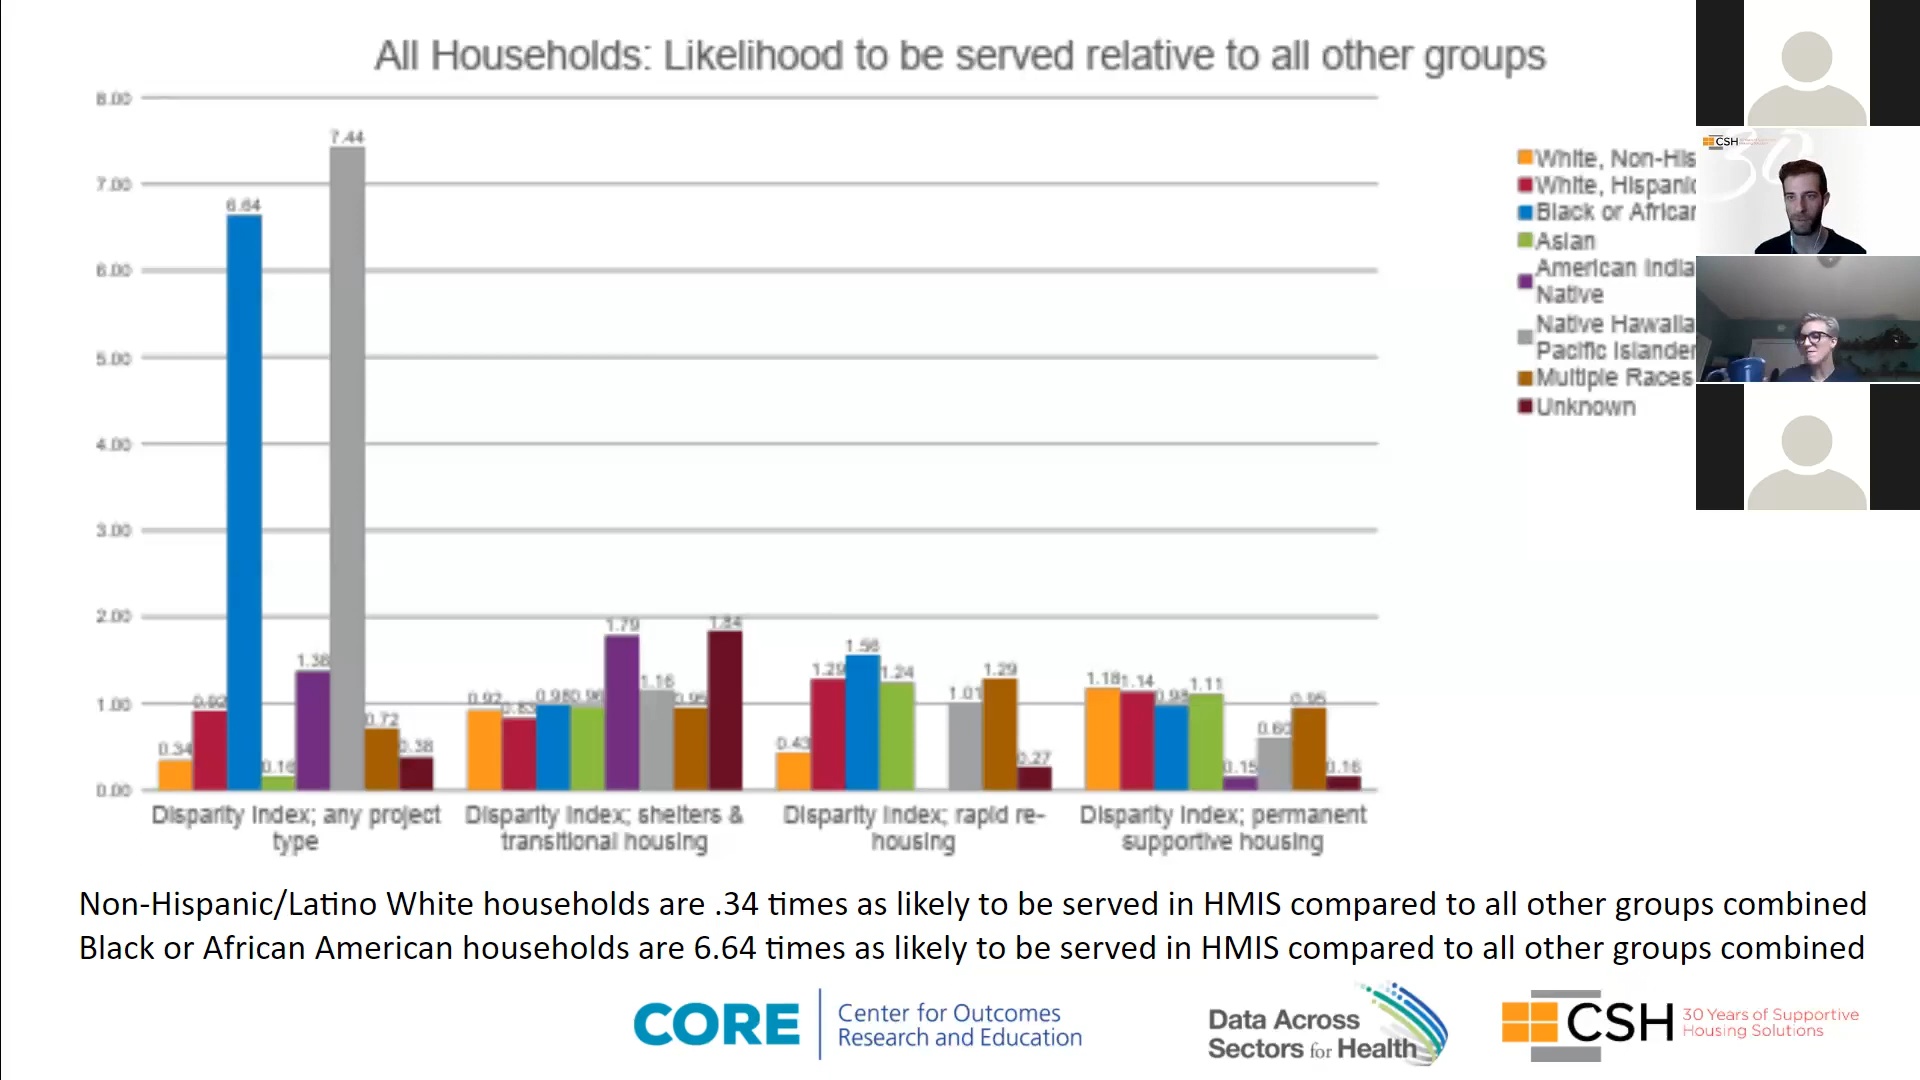 All Households: Likelihood to be served relative to all other groups
8.00
7.00
6.00
5.00
4.00
3.00
2.00
1.00
0.00
7.44
6.64
1.38
0.92
0.34
0.16
0.72
0.38
0.92
0.83
0.98
0.96
1.79
1.16
0.95
1.84
0.43
1.29
1.56
1.24
1.01
1.29
0.27
1.18
1.14
0.98
1.11
0.15
0.60
0.95
0.16
Disparity Index; any project
type
Disparity Index; shelters &
transitional housing
Disparity Index; rapid re-
housing
Disparity Index; permanent
supportive housing
White, Non-His
White, Hispanic
Black or African
Asian
American India
Native
Native Hawaiia
Pacific Islander
Multiple Races
Unknown
CSH
30
Non-Hispanic/Latino White households are .34 times as likely to be served in HMIS compared to all other groups combined
Black or African American households are 6.64 times as likely to be served in HMIS compared to all other groups combined
CORE
Center for Outcomes
Research and Education
Data Across
Sectors for Health
CSH
30 Years of Supportive
Housing Solutions